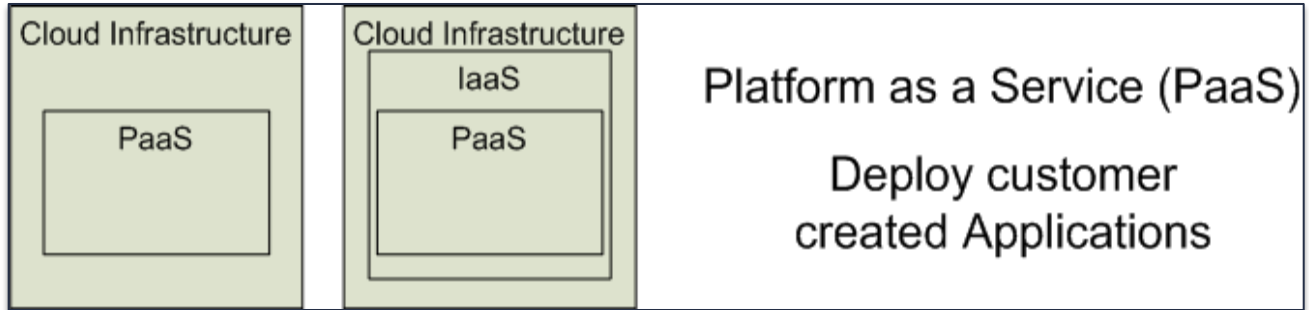 Cloud Infrastructure
PaaS
Cloud Infrastructure
IaaS
PaaS
Platform as a Service (PaaS)
Deploy customer
created Applications